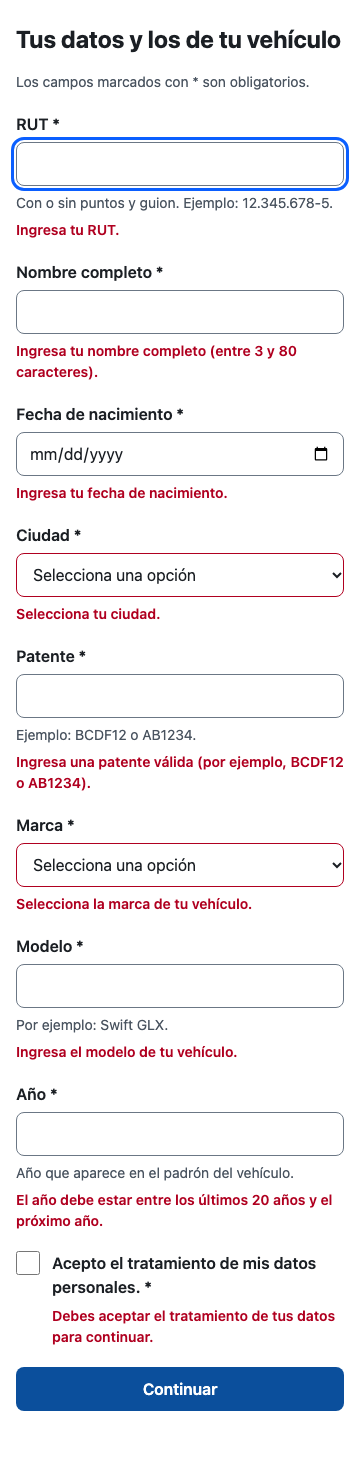 Tus datos y los de tu vehículo
Los campos marcados con * son obligatorios.
RUT *
Con o sin puntos y guion. Ejemplo: 12.345.678-5.
Ingresa tu RUT.
Nombre completo *
Ingresa tu nombre completo (entre 3 y 80
caracteres).
Fecha de nacimiento *
mm/dd/yyyy
Ingresa tu fecha de nacimiento.
Ciudad *
Selecciona una opción
Selecciona tu ciudad.
Patente *
Ejemplo: BCDF12 o AB1234.
Ingresa una patente válida (por ejemplo, BCDF12
o AB1234).
Marca *
Selecciona una opción
Selecciona la marca de tu vehículo.
Modelo *
Por ejemplo: Swift GLX.
Ingresa el modelo de tu vehículo.
Año *
Año que aparece en el padrón del vehículo.
El año debe estar entre los últimos 20 años y el
próximo año.
Acepto el tratamiento de mis datos
personales. *
Debes aceptar el tratamiento de tus datos
para continuar.
Continuar